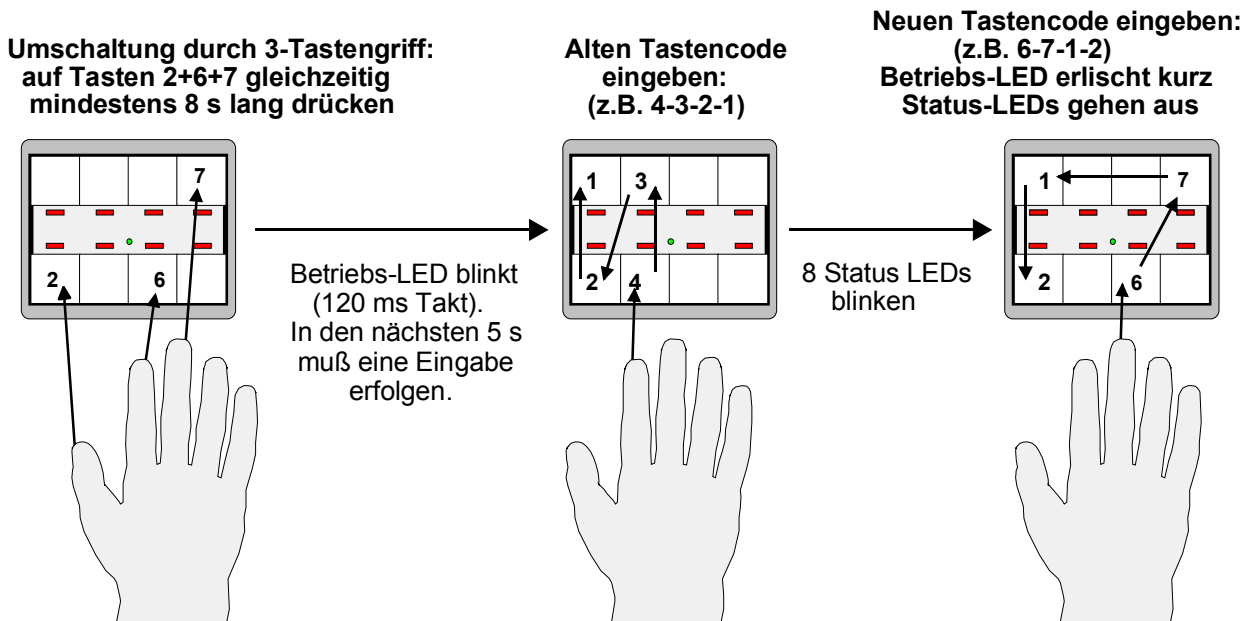 Umschaltung durch 3-Tastengriff:
auf Tasten 2+6+7 gleichzeitig
mindestens 8 s lang drücken
7
2
6
Betriebs-LED blinkt
(120 ms Takt).
In den nächsten 5 s
muß eine Eingabe
erfolgen.
Alten Tastencode
eingeben:
(z.B. 4-3-2-1)
1 3
2 4
8 Status LEDs
blinken
Neuen Tastencode eingeben:
(z.B. 6-7-1-2)
Betriebs-LED erlischt kurz
Status-LEDs gehen aus
1 7
2 6